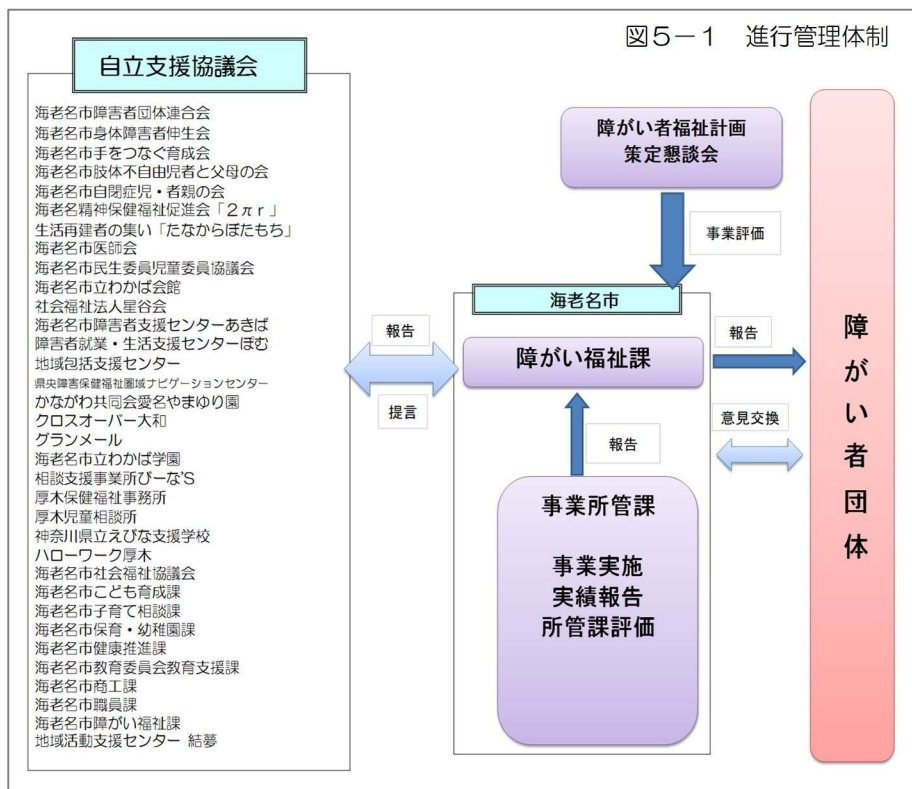 図5－1　進行管理体制
自立支援協議会
海老名市障害者団体連合会
海老名市身体障害者伸生会
海老名市手をつなぐ育成会
海老名市肢体不自由児者と父母の会
海老名市自閉症児・者親の会
海老名精神保健福祉促進会「2πr」
生活再建者の集い「たなからぼたもち」
海老名市医師会
海老名市民生委員児童委員協議会
海老名市立わかば会館
社会福祉法人星谷会
海老名市障害者支援センターあきば
障害者就業・生活支援センターぽむ
地域包括支援センター
県央障害保健福祉圏域ナビゲーションセンター
かながわ共同会愛名やまゆり園
クロスオーバー大和
グランメール
海老名市立わかば学園
相談支援事業所びーな'S
厚木保健福祉事務所
厚木児童相談所
神奈川県立えびな支援学校
ハローワーク厚木
海老名市社会福祉協議会
海老名市こども育成課
海老名市子育て相談課
海老名市保育・幼稚園課
海老名市健康推進課
海老名市教育委員会教育支援課
海老名市商工課
海老名市職員課
海老名市障がい福祉課
地域活動支援センター 結夢
報告
提言
障がい者福祉計画
策定懇談会
事業評価
海老名市
障がい福祉課
報告
事業所管課
事業実施
実績報告
所管課評価
報告
意見交換
障がい者団体